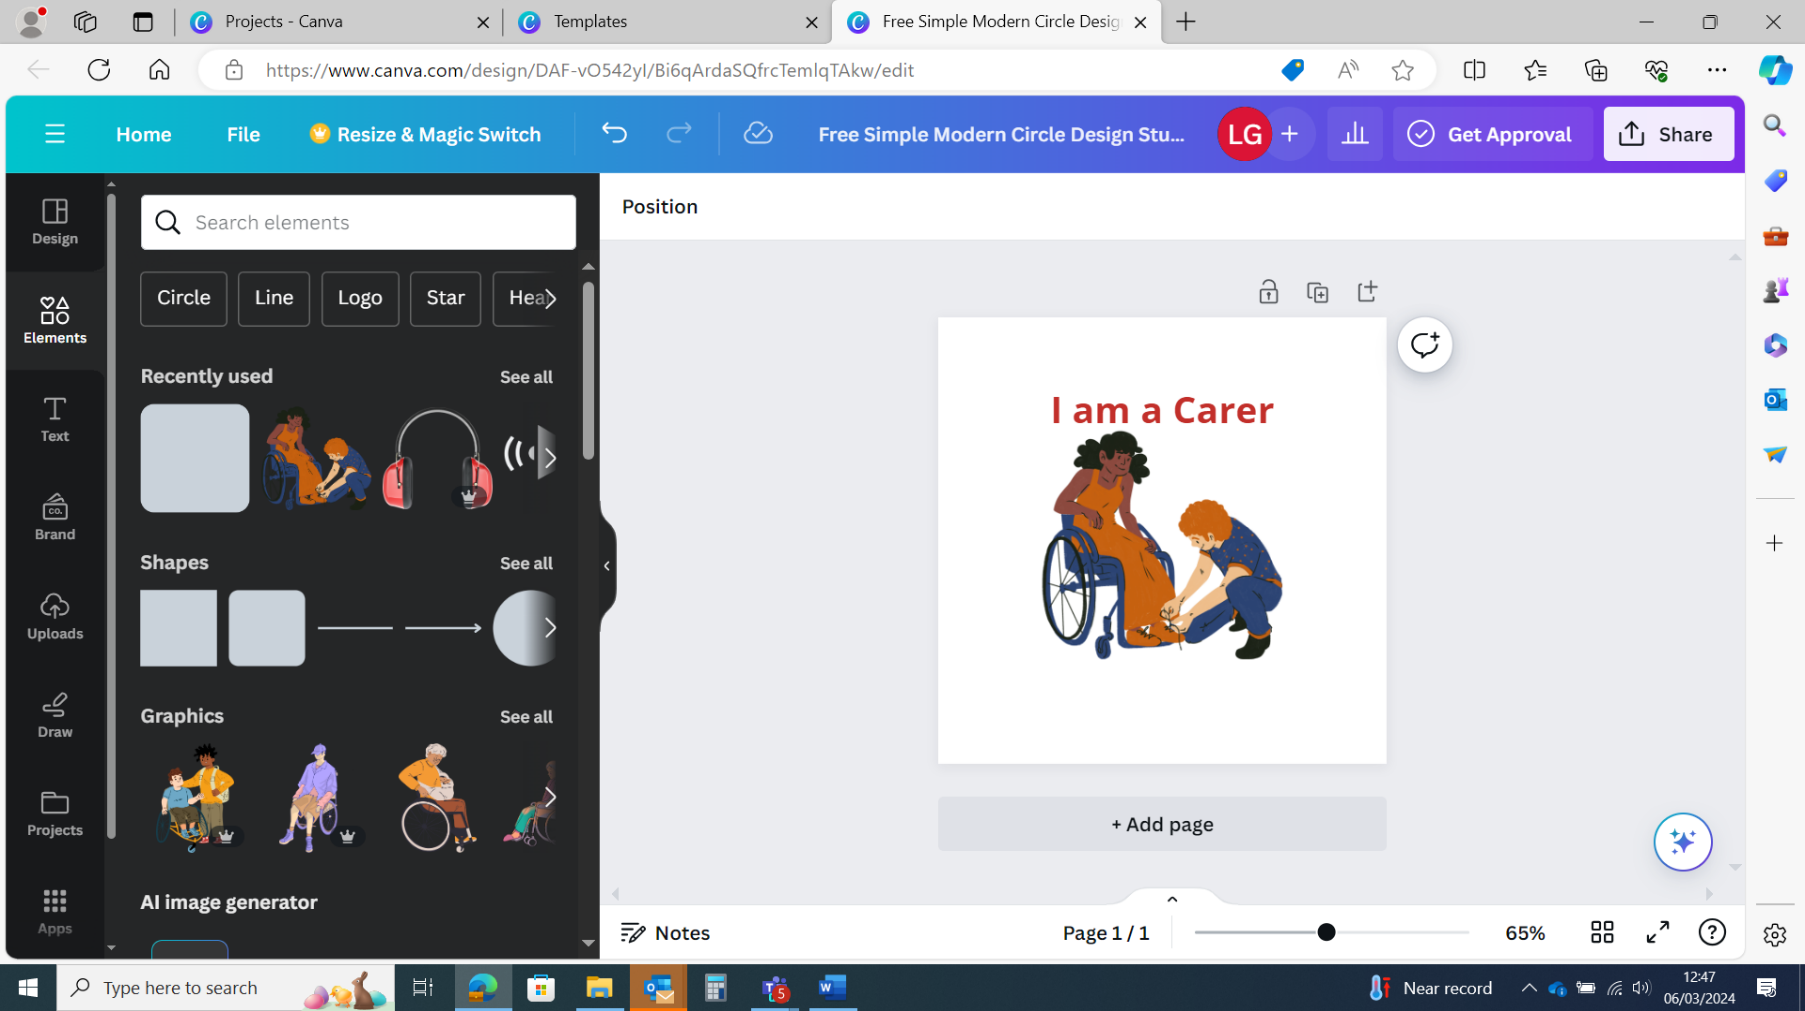 Projects - Canva
Templates
Free Simple Modern Circle Desig
https://www.canva.com/design/DAF-vO542yI/Bi6qArdaSQfrcTemlqTAkw/edit
Home
File
Resize & Magic Switch
Free Simple Modern Circle Design Stu...
LG
+
Get Approval
Share
Design
Elements
Text
Brand
Uploads
Draw
Projects
Apps
Search elements
Circle
Line
Logo
Star
Hea
Recently used
See all
Shapes
See all
Graphics
See all
AI image generator
Position
I am a Carer
+ Add page
Notes
Page 1 / 1
65%
Type here to search
5
Near record
12:47
06/03/2024